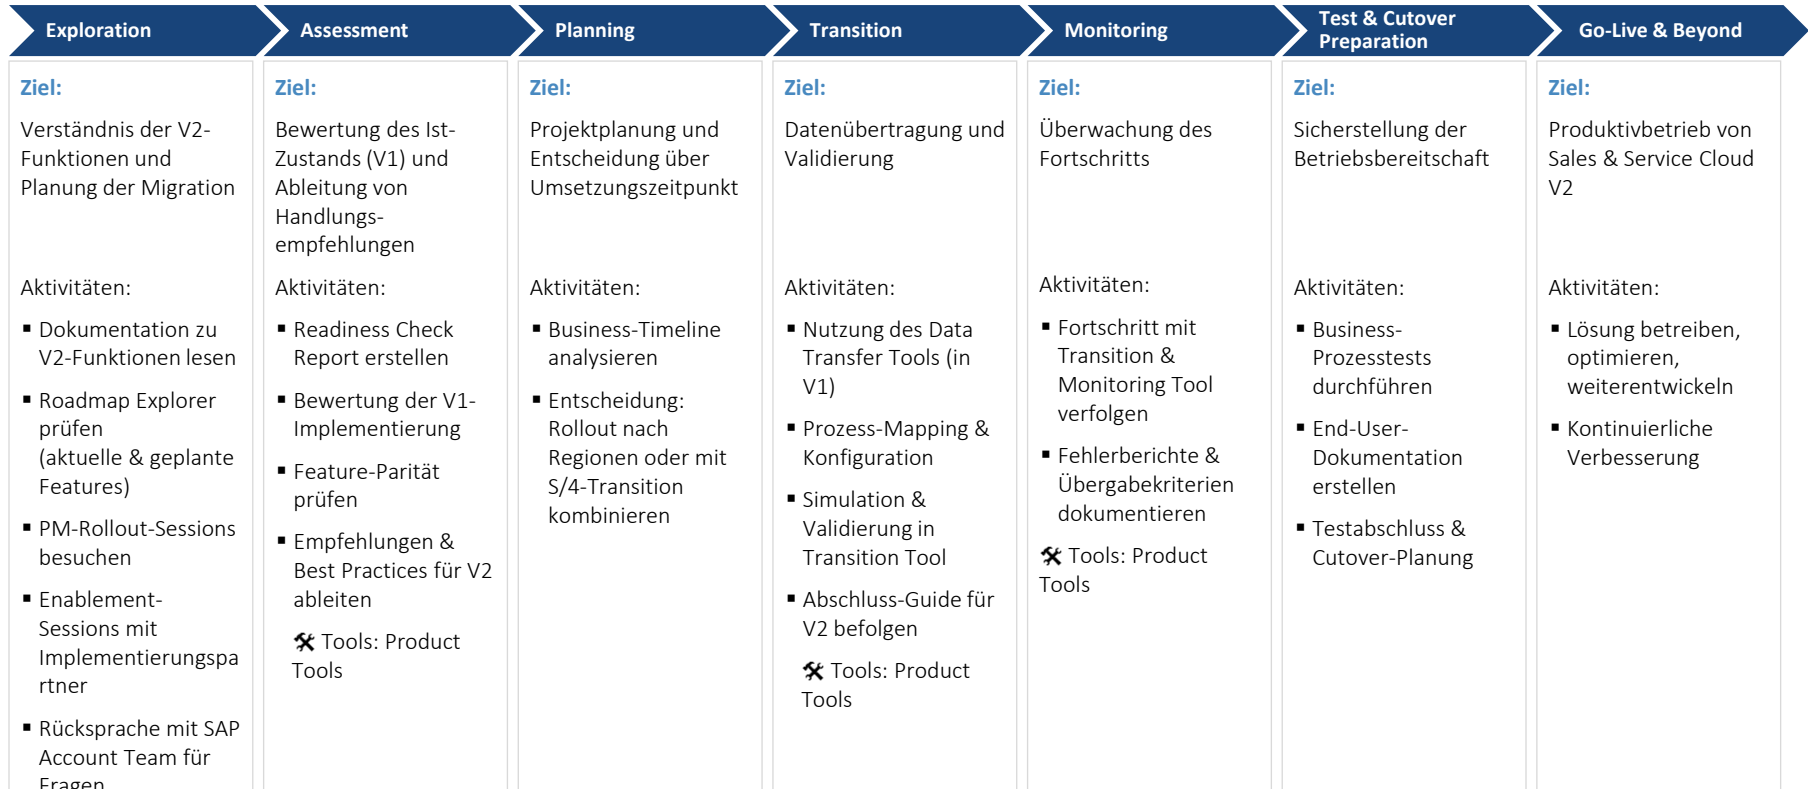 Exploration
Assessment
Planning
Transition
Monitoring
Test & Cutover
Preparation
Go-Live & Beyond
Ziel:
Verständnis der V2-
Funktionen und
Planung der Migration
Aktivitäten:
▪ Dokumentation zu
V2-Funktionen lesen
▪ Roadmap Explorer
prüfen
(aktuelle & geplante
Features)
▪ PM-Rollout-Sessions
besuchen
▪ Enablement-
Sessions mit
Implementierungspa
rtner
▪ Rücksprache mit SAP
Account Team für
Fragen
Ziel:
Bewertung des Ist-
Zustands (V1) und
Ableitung von
Handlungs-
empfehlungen
Aktivitäten:
▪ Readiness Check
Report erstellen
▪ Bewertung der V1-
Implementierung
▪ Feature-Parität
prüfen
▪ Empfehlungen &
Best Practices für V2
ableiten
🛠 Tools: Product
Tools
Ziel:
Projektplanung und
Entscheidung über
Umsetzungszeitpunkt
Aktivitäten:
▪ Business-Timeline
analysieren
▪ Entscheidung:
Rollout nach
Regionen oder mit
S/4-Transition
kombinieren
Ziel:
Datenübertragung und
Validierung
Aktivitäten:
▪ Nutzung des Data
Transfer Tools (in
V1)
▪ Prozess-Mapping &
Konfiguration
▪ Simulation &
Validierung in
Transition Tool
▪ Abschluss-Guide für
V2 befolgen
🛠 Tools: Product
Tools
Ziel:
Überwachung des
Fortschritts
Aktivitäten:
▪ Fortschritt mit
Transition &
Monitoring Tool
verfolgen
▪ Fehlerberichte &
Übergabekriterien
dokumentieren
🛠 Tools: Product
Tools
Ziel:
Sicherstellung der
Betriebsbereitschaft
Aktivitäten:
▪ Business-
Prozesstests
durchführen
▪ End-User-
Dokumentation
erstellen
▪ Testabschluss &
Cutover-Planung
Ziel:
Produktivbetrieb von
Sales & Service Cloud
V2
Aktivitäten:
▪ Lösung betreiben,
optimieren,
weiterentwickeln
▪ Kontinuierliche
Verbesserung